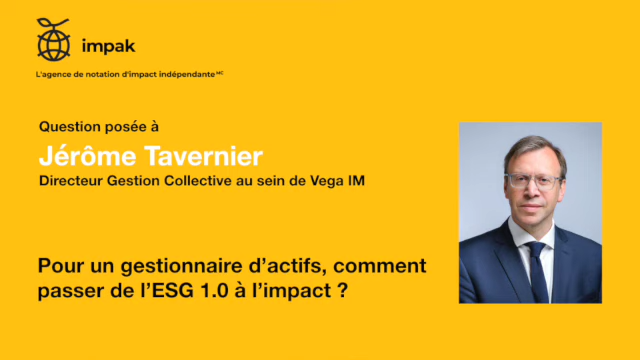 impak
L'agence de notation d'impact indépendante MC
Question posée à
Jérôme Tavernier
Directeur Gestion Collective au sein de Vega IM
Pour un gestionnaire d’actifs, comment
passer de l’ESG 1.0 à l’impact ?